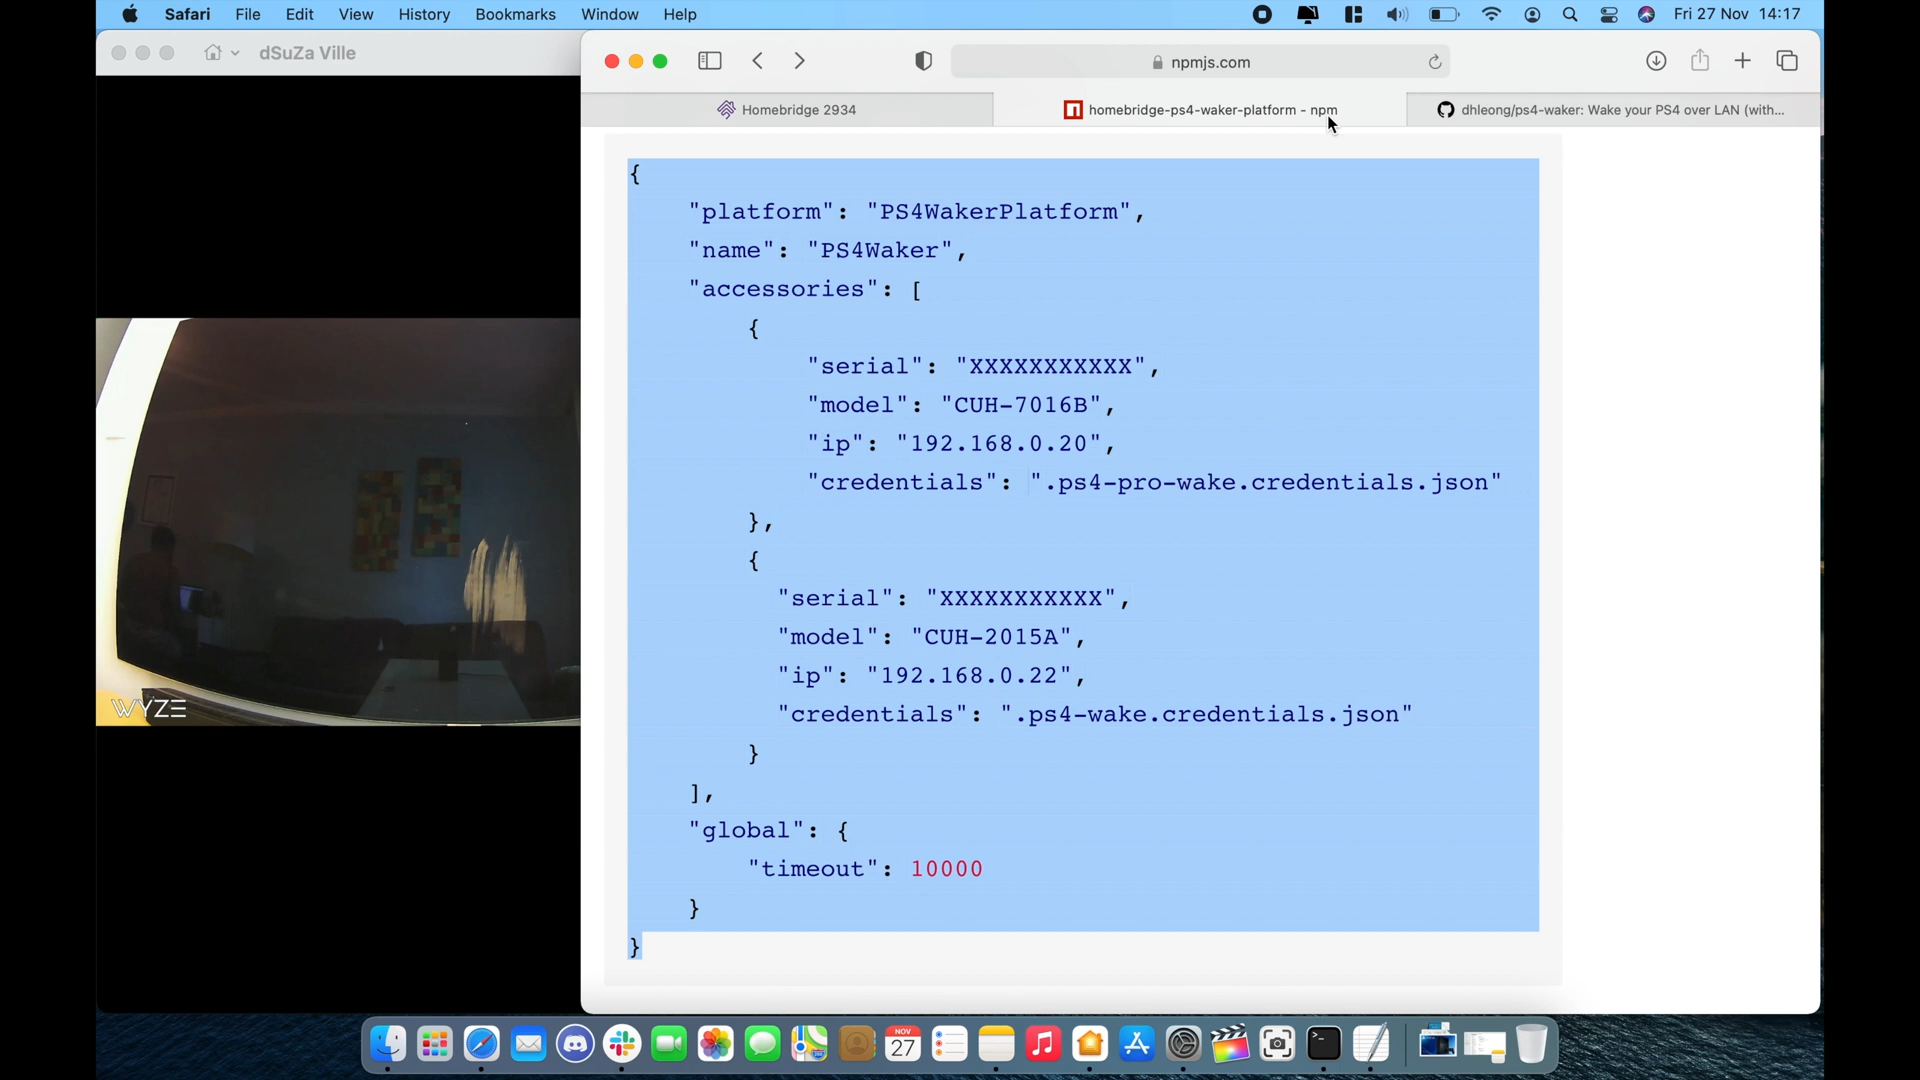 Safari File Edit View History Bookmarks Window Help Fri 27 Nov 14:17
dSuZa Ville
npmjs.com
Homebridge 2934
homebridge-ps4-waker-platform - npm
dhleong/ps4-waker: Wake your PS4 over LAN (with...
{
"platform": "PS4WakerPlatform",
"name": "PS4Waker",
"accessories": [
{
"serial": "XXXXXXXXXXX",
"model": "CUH-7016B",
"ip": "192.168.0.20",
"credentials": ".ps4-pro-wake.credentials.json"
},
{
"serial": "XXXXXXXXXXX",
"model": "CUH-2015A",
"ip": "192.168.0.22",
"credentials": ".ps4-wake.credentials.json"
}
],
"global": {
"timeout": 10000
}
}
WYZE
NOV
27